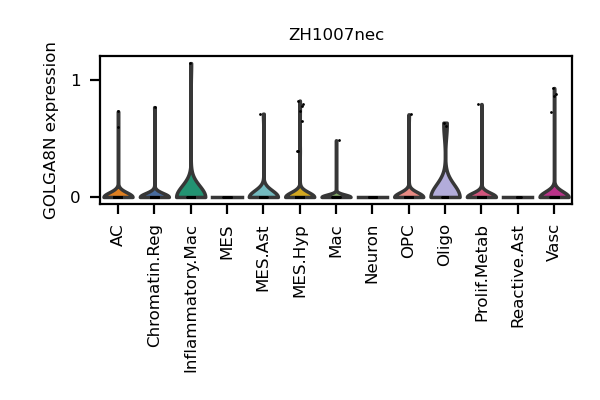 ZH1007nec
GOLGA8N expression
1
0
AC
Chromatin.Reg
Inflammatory.Mac
MES
MES.Ast
MES.Hyp
Mac
Neuron
OPC
Oligo
Prolif.Metab
Reactive.Ast
Vasc